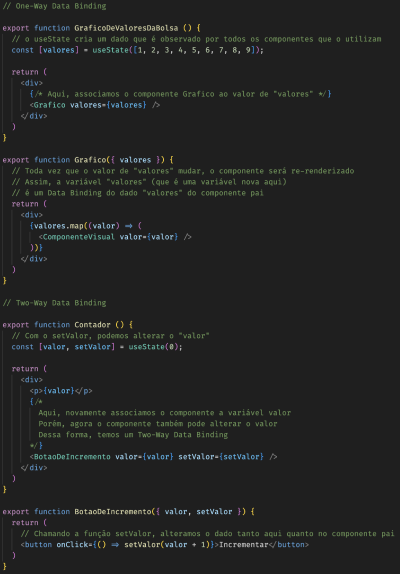 // One-Way Data Binding
export function GraficoDeValoresDaBolsa () {
// o useState cria um dado que é observado por todos os componentes que o utilizam
const [valores] = useState([1, 2, 3, 4, 5, 6, 7, 8, 9]);
return (
<div>
{/* Aqui, associamos o componente Grafico ao valor de "valores" */}
<Grafico valores={valores} />
</div>
)
}
export function Grafico({ valores }) {
// Toda vez que o valor de "valores" mudar, o componente será re-renderizado
// Assim, a variável "valores" (que é uma variável nova aqui)
// é um Data Binding do dado "valores" do componente pai
return (
<div>
{valores.map((valor) => (
<ComponenteVisual valor={valor} />
))}
</div>
)
}
// Two-Way Data Binding
export function Contador () {
// Com o setValor, podemos alterar o "valor"
const [valor, setValor] = useState(0);
return (
<div>
<p>{valor}</p>
{/*
Aqui, novamente associamos o componente a variável valor
Porém, agora o componente também pode alterar o valor
Dessa forma, temos um Two-Way Data Binding
*/}
<BotaoDeIncremento valor={valor} setValor={setValor} />
</div>
)
}
export function BotaoDeIncremento({ valor, setValor }) {
return (
// Chamando a função setValor, alteramos o dado tanto aqui quanto no componente pai
<button onClick={() => setValor(valor + 1)}>Incrementar</button>
)
}